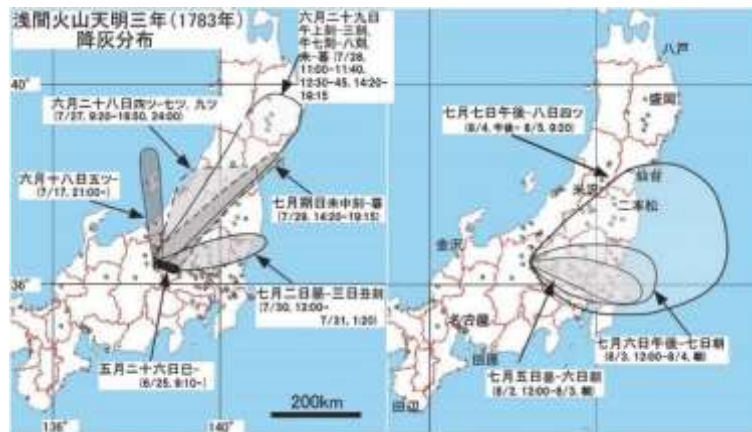 浅間火山天明三年(1783年)
降灰分布
六月二十九日
午上刻-三刻,
午七刻-八刻,
未-暮 (7/28,
11:00-11:40,
12:30-45, 14:20-
19:15
六月二十八日四ツ-七ツ, 九ツ
(7/27, 9:20-16:50, 24:00)
六月十八日五ツ-
(7/17, 21:00-)
七月朔日未中刻-暮
(7/29, 14:20-19:15)
七月二日昼-三日丑刻
(7/30, 12:00-
7/31, 1:20)
五月二十六日巳-
(6/25, 9:10-)
40°
36°
136°
140°
200km
八戸
盛岡
七月七日午後-八日四ツ
(8/4, 午後- 8/5, 9:20)
仙台
米沢
二本松
金沢
36°
名古屋
田原
田辺
七月六日午後-七日朝
(8/3, 12:00-8/4, 朝)
七月五日昼-六日朝
(8/2, 12:00-8/3, 朝)